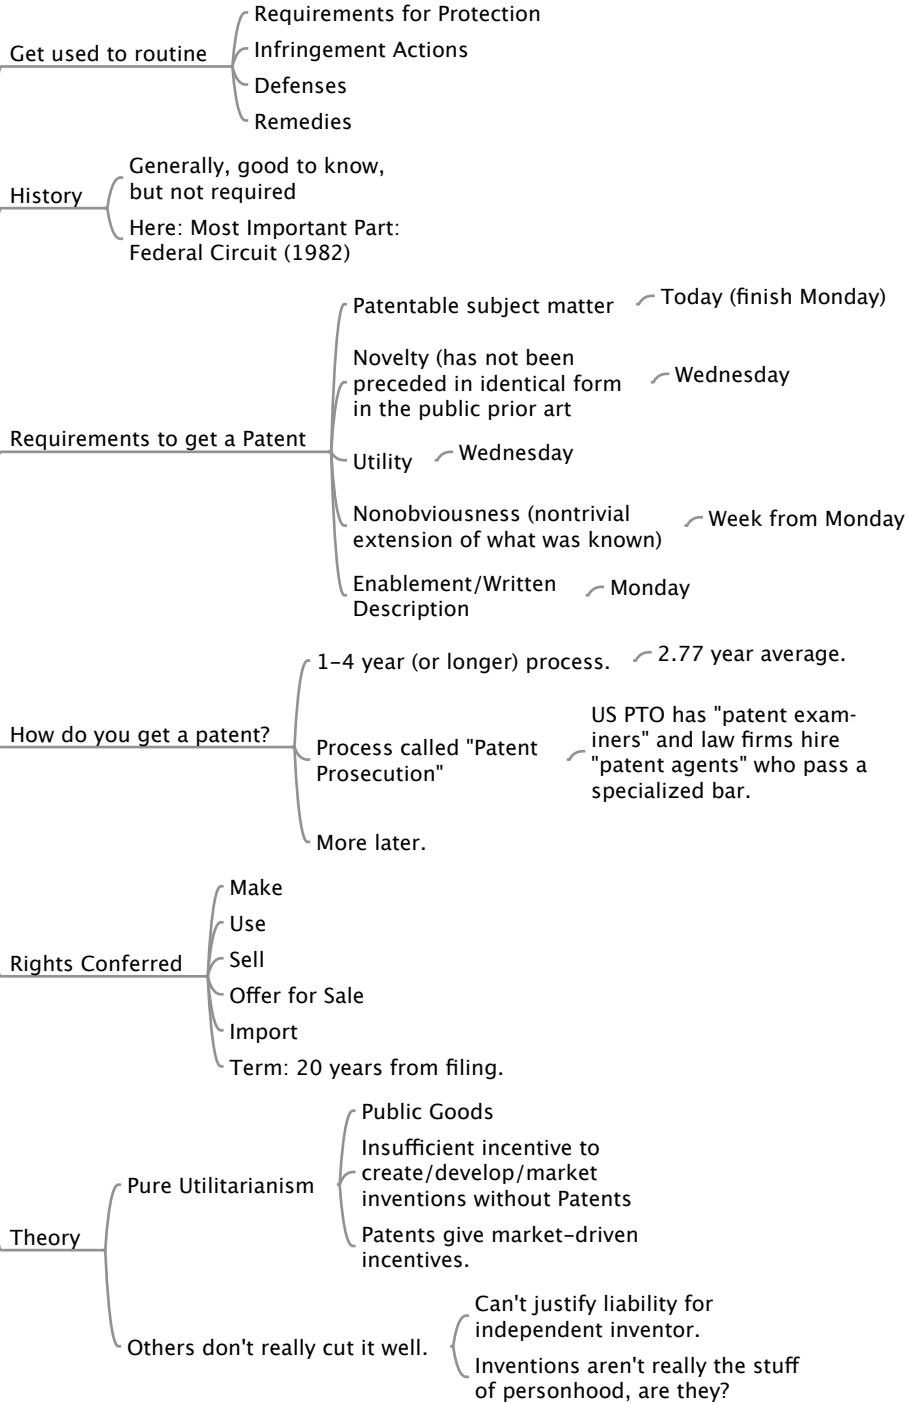 Get used to routine
Requirements for Protection
Infringement Actions
Defenses
Remedies
History
Generally, good to know,
but not required
Here: Most Important Part:
Federal Circuit (1982)
Requirements to get a Patent
Patentable subject matter
Today (finish Monday)
Novelty (has not been
preceded in identical form
in the public prior art
Wednesday
Utility
Wednesday
Nonobviousness (nontrivial
extension of what was known)
Week from Monday
Enablement/Written
Description
Monday
How do you get a patent?
1–4 year (or longer) process.
2.77 year average.
Process called "Patent
Prosecution"
US PTO has "patent exam-
iners" and law firms hire
"patent agents" who pass a
specialized bar.
More later.
Rights Conferred
Make
Use
Sell
Offer for Sale
Import
Term: 20 years from filing.
Theory
Pure Utilitarianism
Public Goods
Insufficient incentive to
create/develop/market
inventions without Patents
Patents give market–driven
incentives.
Others don't really cut it well.
Can't justify liability for
independent inventor.
Inventions aren't really the stuff
of personhood, are they?